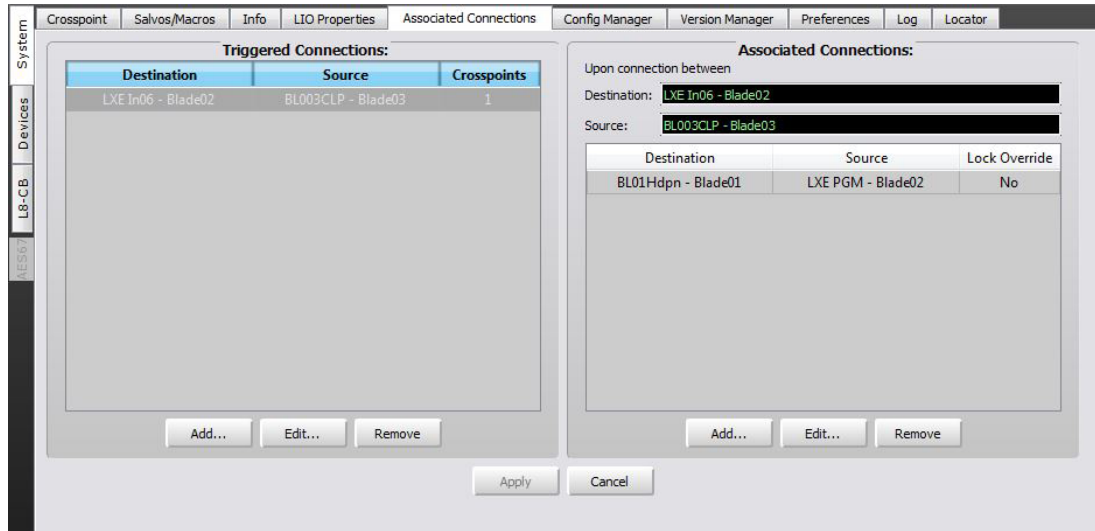 Crosspoint Salvos/Macros Info LIO Properties Associated Connections Config Manager Version Manager Preferences Log Locator
System
Devices
L8-CB
AES67
Triggered Connections:
Destination Source Crosspoints
LXE In06 - Blade02 BL003CLP - Blade03 1
Add... Edit... Remove
Associated Connections:
Upon connection between
Destination: LXE In06 - Blade02
Source: BL003CLP - Blade03
Destination Source Lock Override
BL01Hdpn - Blade01 LXE PGM - Blade02 No
Add... Edit... Remove
Apply Cancel